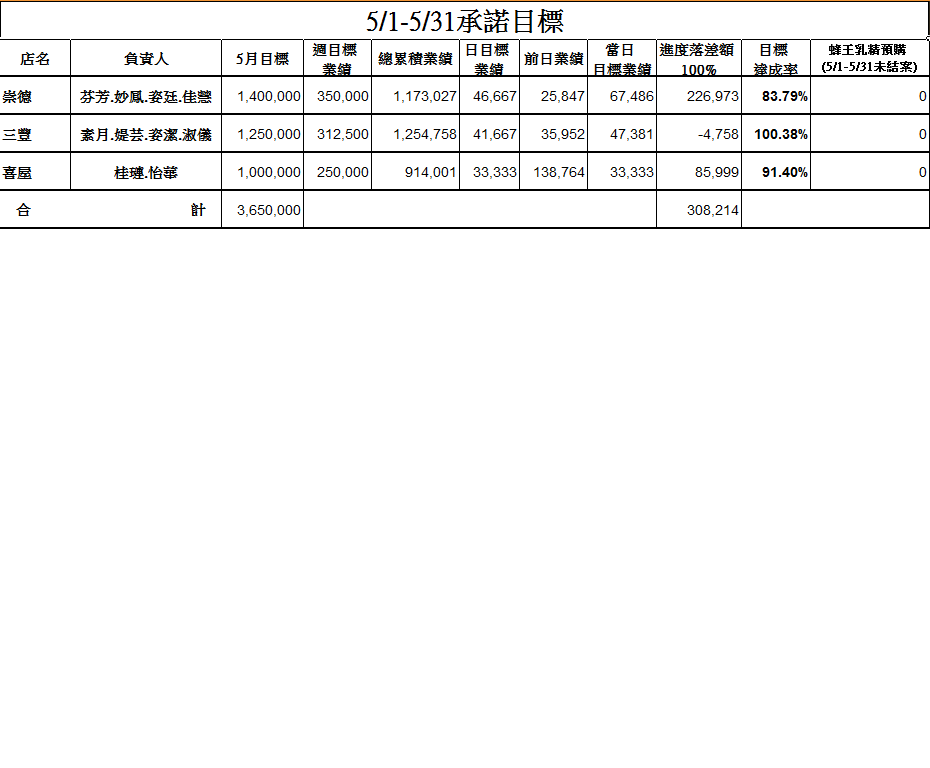 5/1-5/31承諾目標
店名 負責人 5月目標 週目標業績 總累積業績 日目標業績 前日業績 當日目標業績 進度落差額100% 目標達成率 蜂王乳精預購(5/1-5/31未結案)
崇德 芬芳.妙鳳.姿廷.佳慧 1,400,000 350,000 1,173,027 46,667 25,847 67,486 226,973 83.79% 0
三豐 素月.媞芸.姿潔.淑儀 1,250,000 312,500 1,254,758 41,667 35,952 47,381 -4,758 100.38% 0
喜屋 桂璉.怡華 1,000,000 250,000 914,001 33,333 138,764 33,333 85,999 91.40% 0
合計 3,650,000 308,214